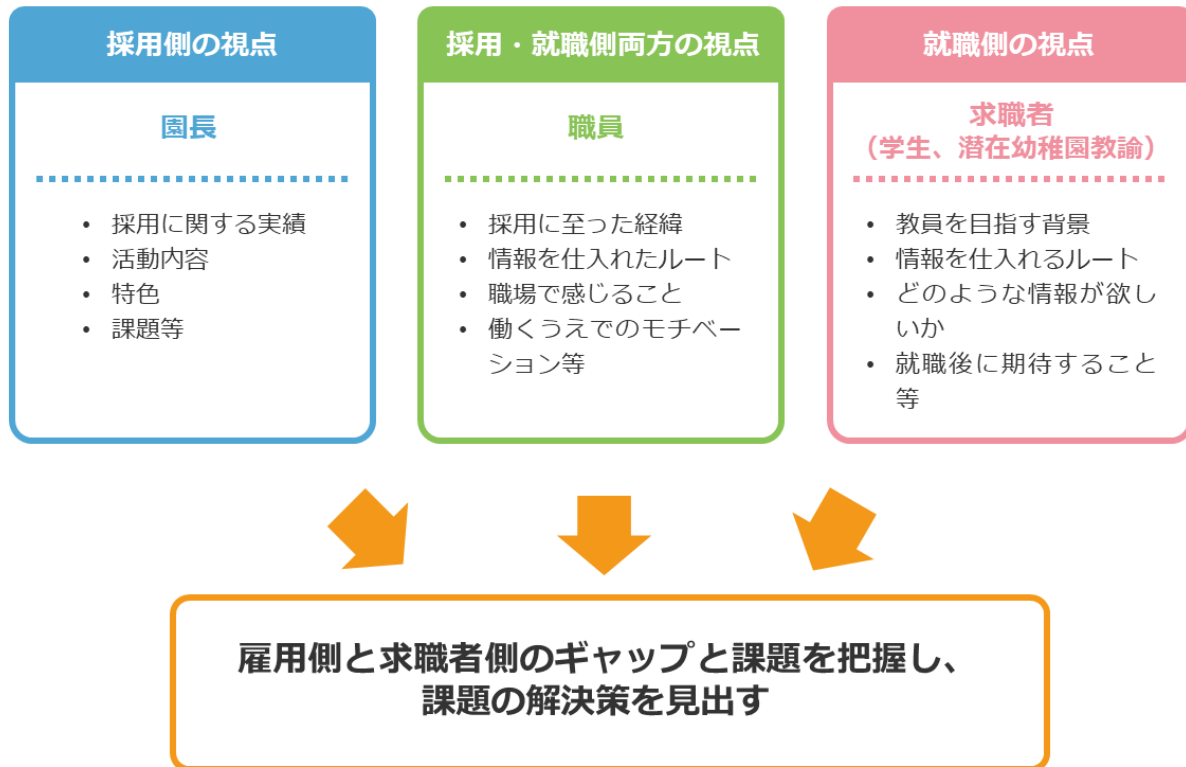 採用側の視点
園長
• 採用に関する実績
• 活動内容
• 特色
• 課題等
採用・就職側両方の視点
職員
• 採用に至った経緯
• 情報を仕入れたルート
• 職場で感じること
• 働くうえでのモチベー
ション等
就職側の視点
求職者
（学生、潜在幼稚園教諭）
• 教員を目指す背景
• 情報を仕入れるルート
• どのような情報が欲し
いか
• 就職後に期待すること
等
雇用側と求職者側のギャップと課題を把握し、
課題の解決策を見出す